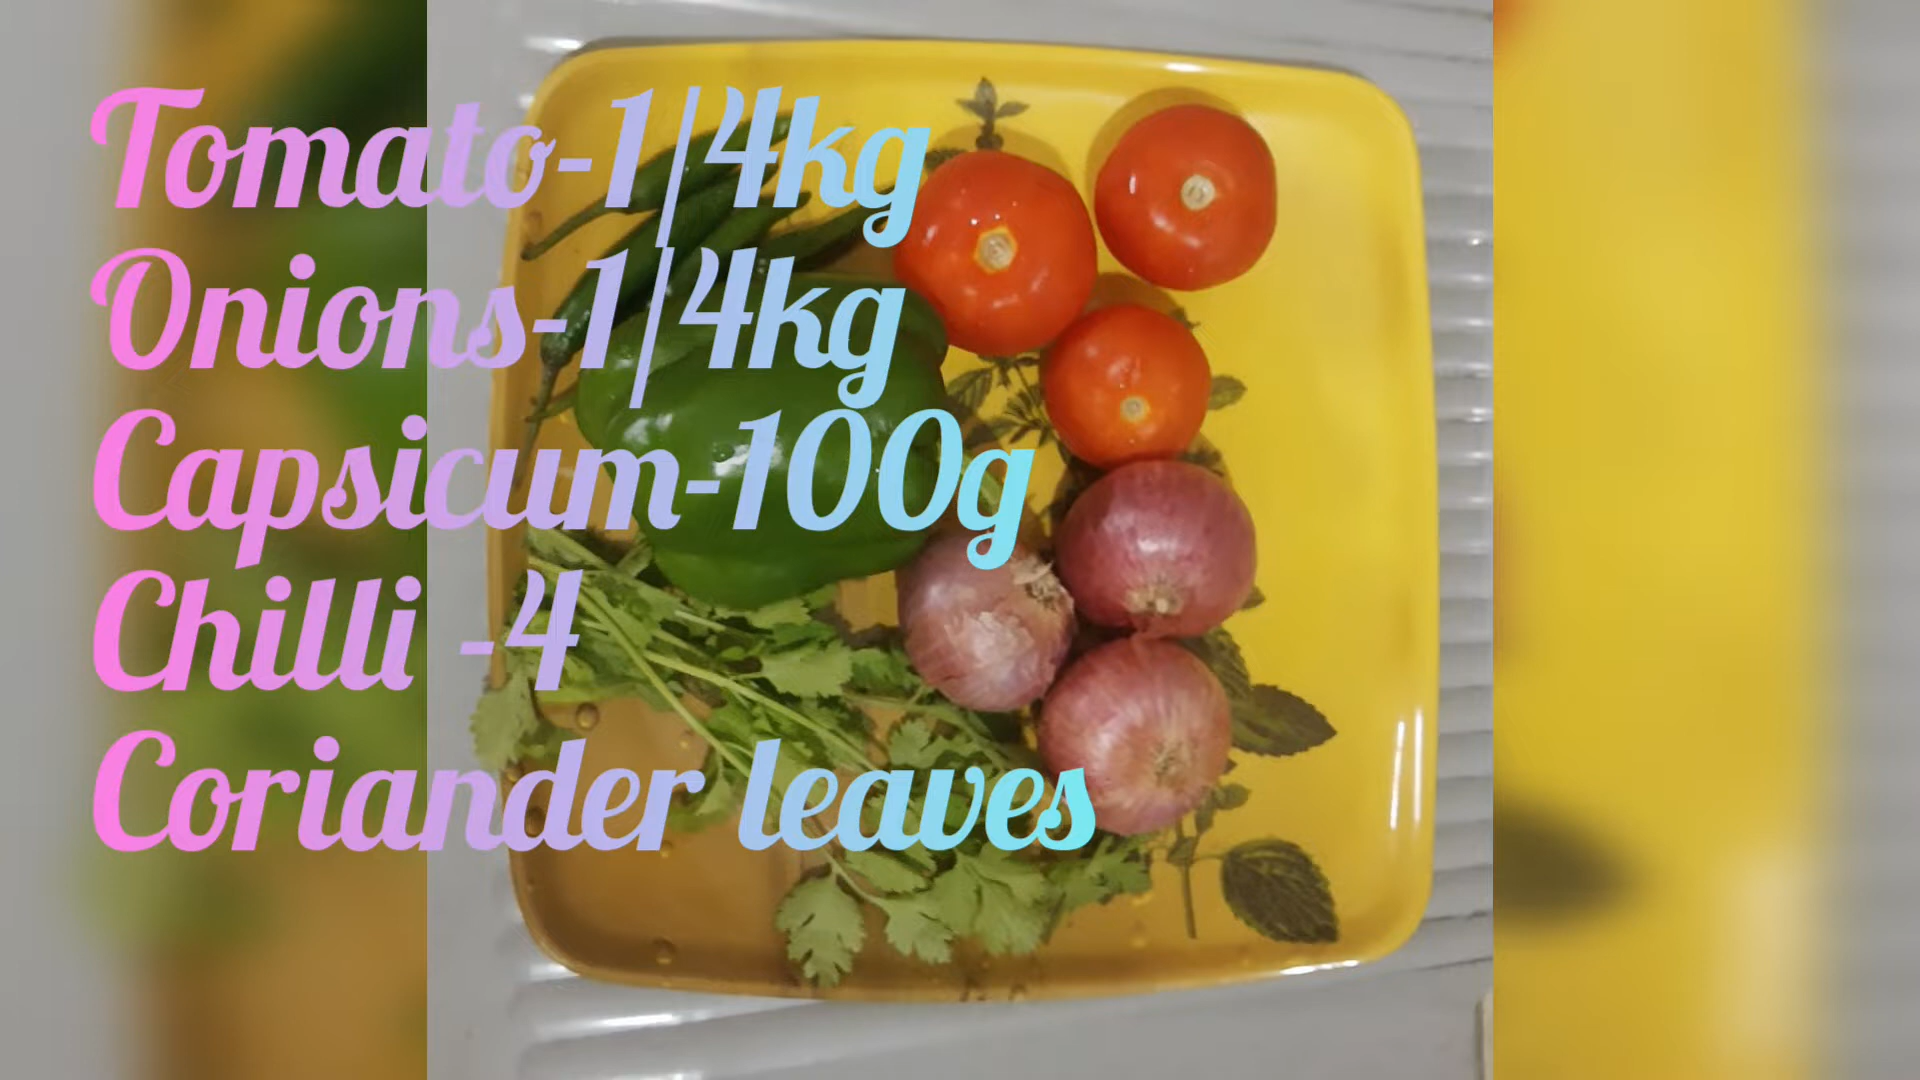 Tomato-1/4kg
Onions-1/4kg
Capsicum-100g
Chilli -4
Coriander leaves